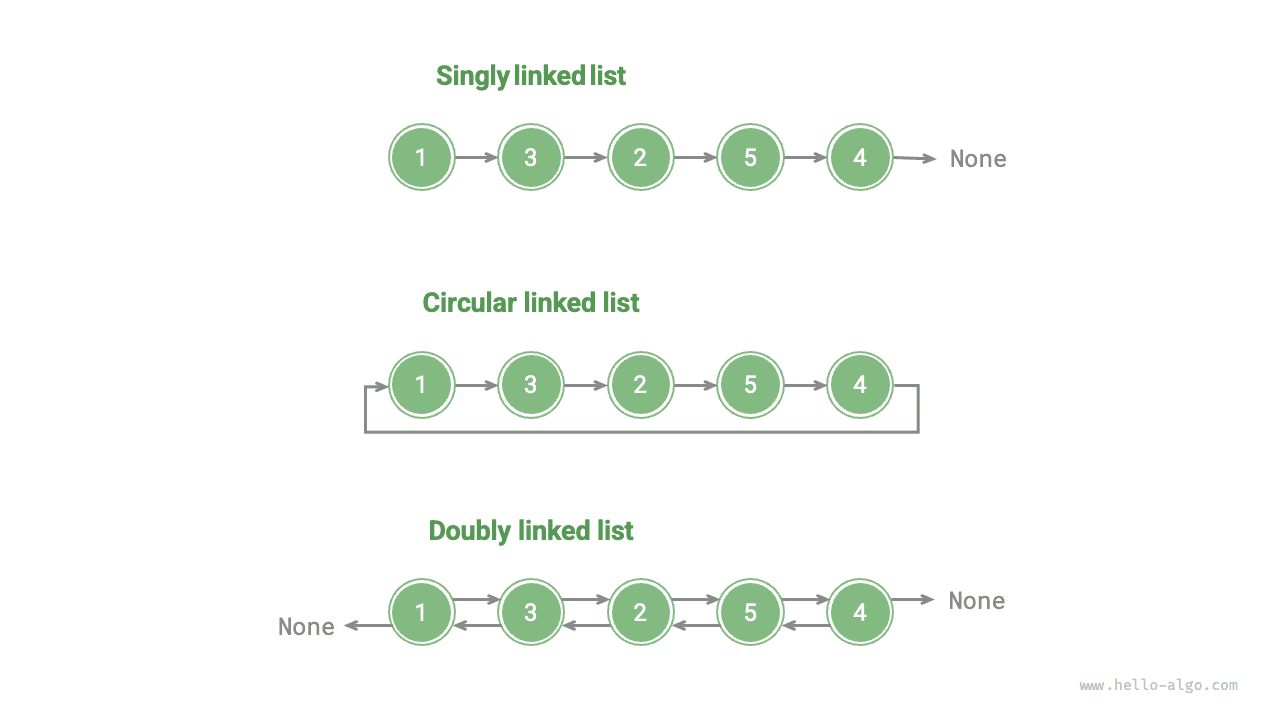 Singly linked list
1 3 2 5 4 None
Circular linked list
1 3 2 5 4
Doubly linked list
1 3 2 5 4 None
None
www.hello-algo.com